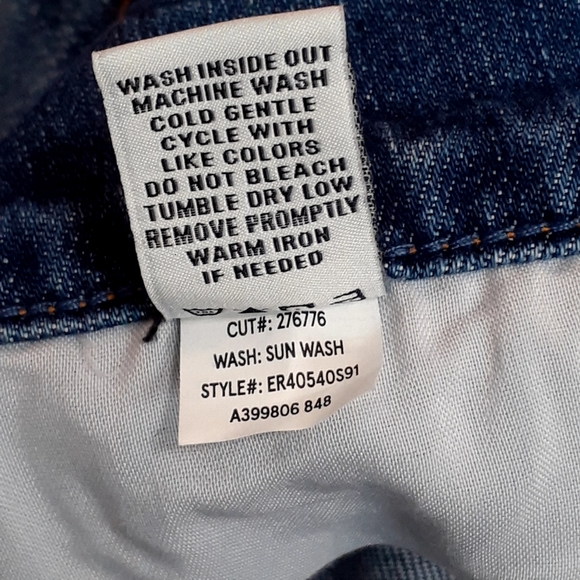 WASH INSIDE OUT
MACHINE WASH
COLD GENTLE
CYCLE WITH
LIKE COLORS
DO NOT BLEACH
TUMBLE DRY LOW
REMOVE PROMPTLY
WARM IRON
IF NEEDED
CUT#: 276776
WASH: SUN WASH
STYLE#: ER40540S91
A399806 848